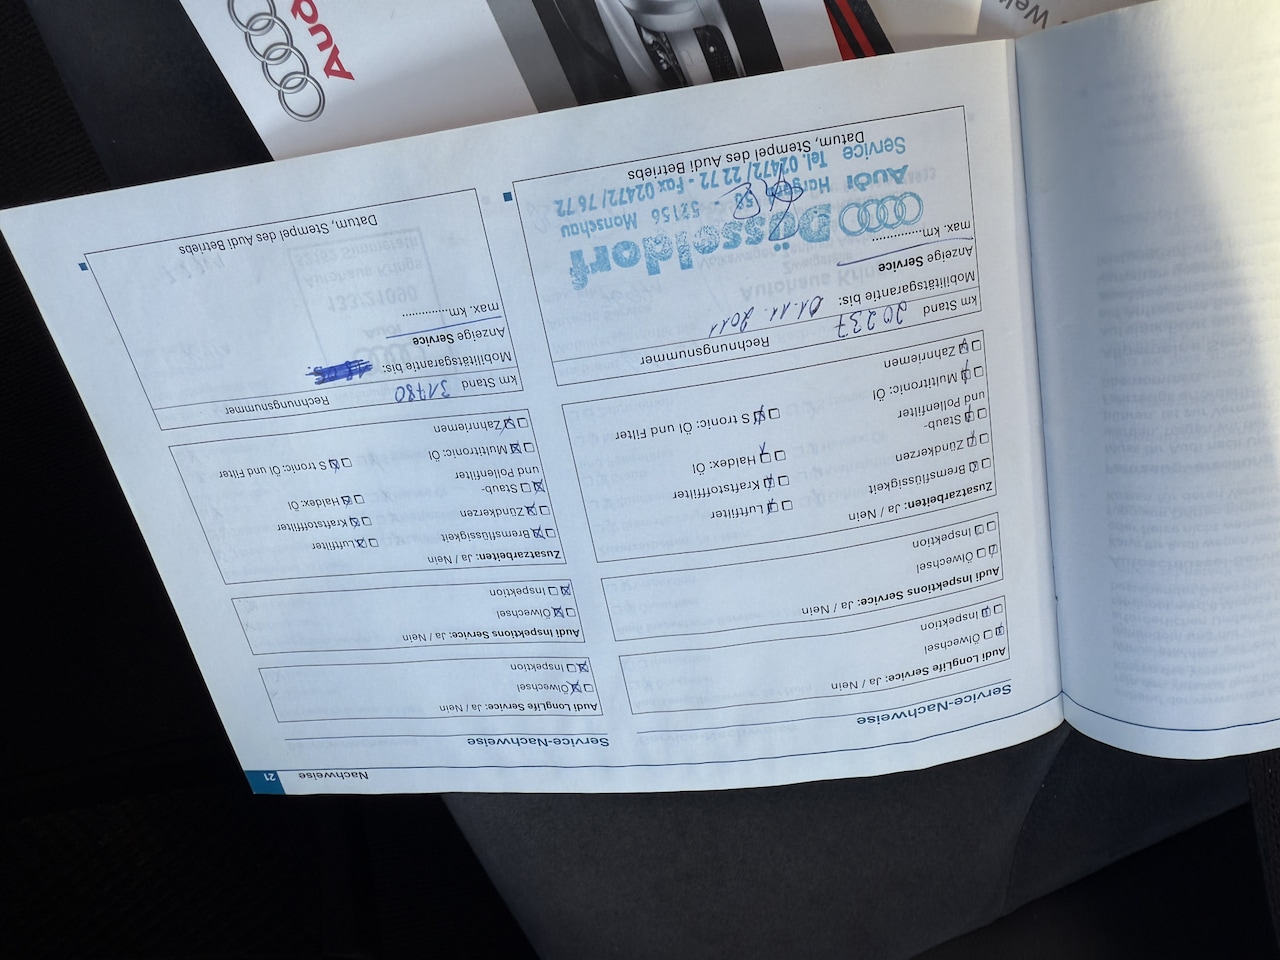 Nachweise 21
Service-Nachweise
Audi LongLife Service: Ja / Nein
Ölwechsel
Inspektion
Audi Inspektions Service: Ja / Nein
Ölwechsel
Inspektion
Zusatzarbeiten: Ja / Nein
Bremsflüssigkeit
Zündkerzen
Staub-
und Pollenfilter
Multitronic: Öl
Zahnriemen
Luftfilter
Kraftstofffilter
Haldex: Öl
S tronic: Öl und Filter
km Stand 20237
Rechnungsnummer
Mobilitätsgarantie bis: 01.11.2011
Anzeige Service
max. km..............
Düsseldorf
Audi Hargard 58 - 52156 Monschau
Service Tel. 02472/22 72 - Fax 02472/76 72
Datum, Stempel des Audi Betriebs
Service-Nachweise
Audi LongLife Service: Ja / Nein
Ölwechsel
Inspektion
Audi Inspektions Service: Ja / Nein
Ölwechsel
Inspektion
Zusatzarbeiten: Ja / Nein
Bremsflüssigkeit
Zündkerzen
Staub-
und Pollenfilter
Multitronic: Öl
Zahnriemen
Luftfilter
Kraftstofffilter
Haldex: Öl
S tronic: Öl und Filter
km Stand 31780
Rechnungsnummer
Mobilitätsgarantie bis:
Anzeige Service
max. km..............
Datum, Stempel des Audi Betriebs